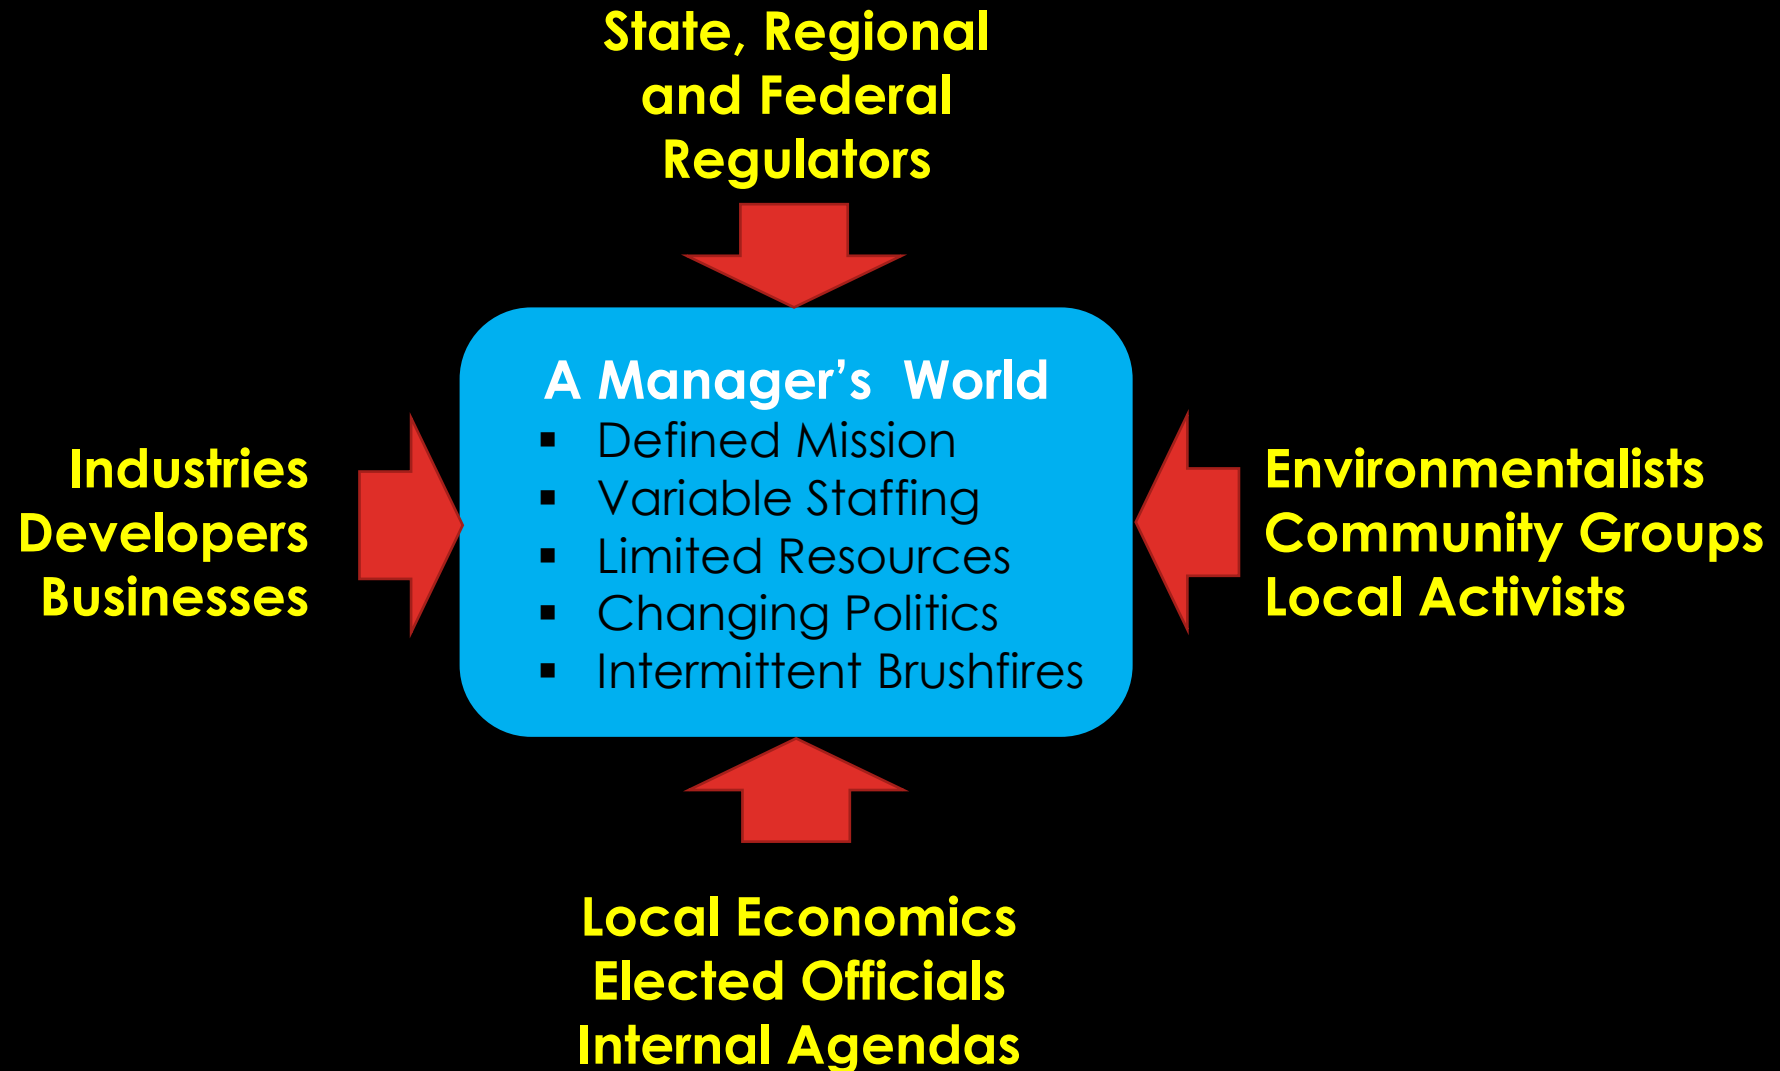 State, Regional
and Federal
Regulators
Industries
Developers
Businesses
A Manager’s  World
▪ Defined Mission
▪ Variable Staffing
▪ Limited Resources
▪ Changing Politics
▪ Intermittent Brushfires
Environmentalists
Community Groups
Local Activists
Local Economics
Elected Officials
Internal Agendas